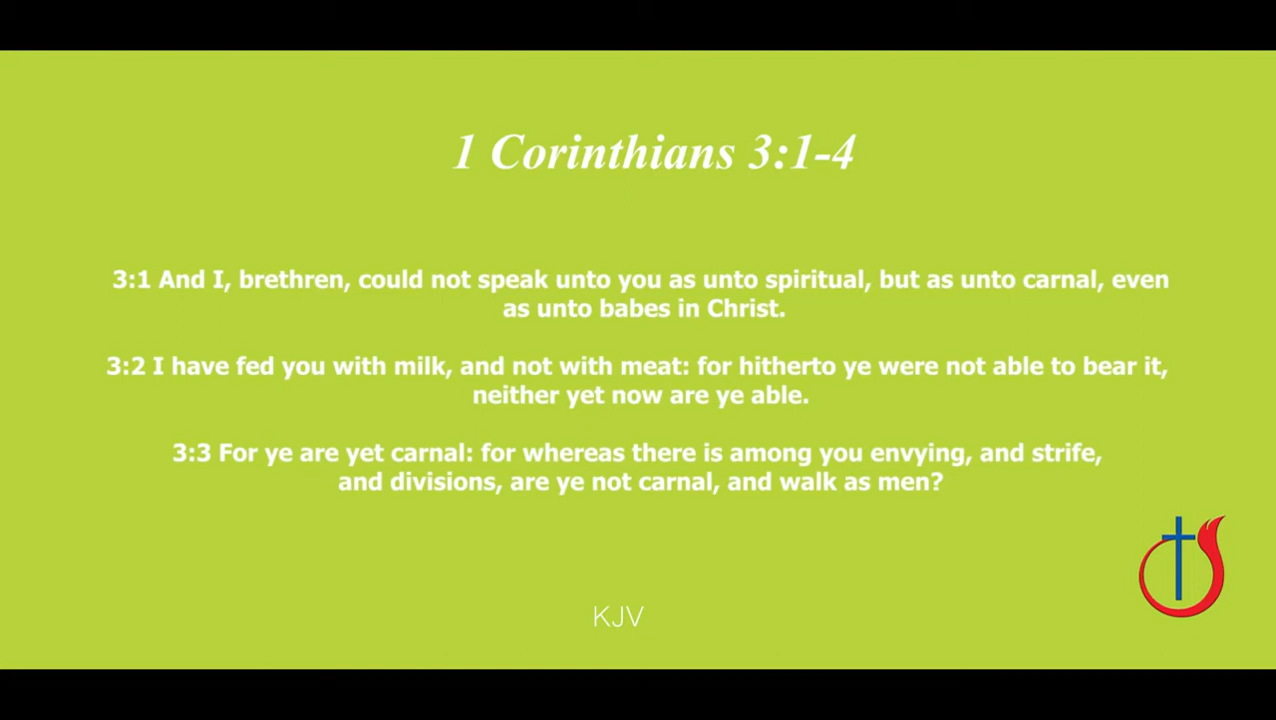 1 Corinthians 3:1-4
3:1 And I, brethren, could not speak unto you as unto spiritual, but as unto carnal, even
as unto babes in Christ.
3:2 I have fed you with milk, and not with meat: for hitherto ye were not able to bear it,
neither yet now are ye able.
3:3 For ye are yet carnal: for whereas there is among you envying, and strife,
and divisions, are ye not carnal, and walk as men?
KJV